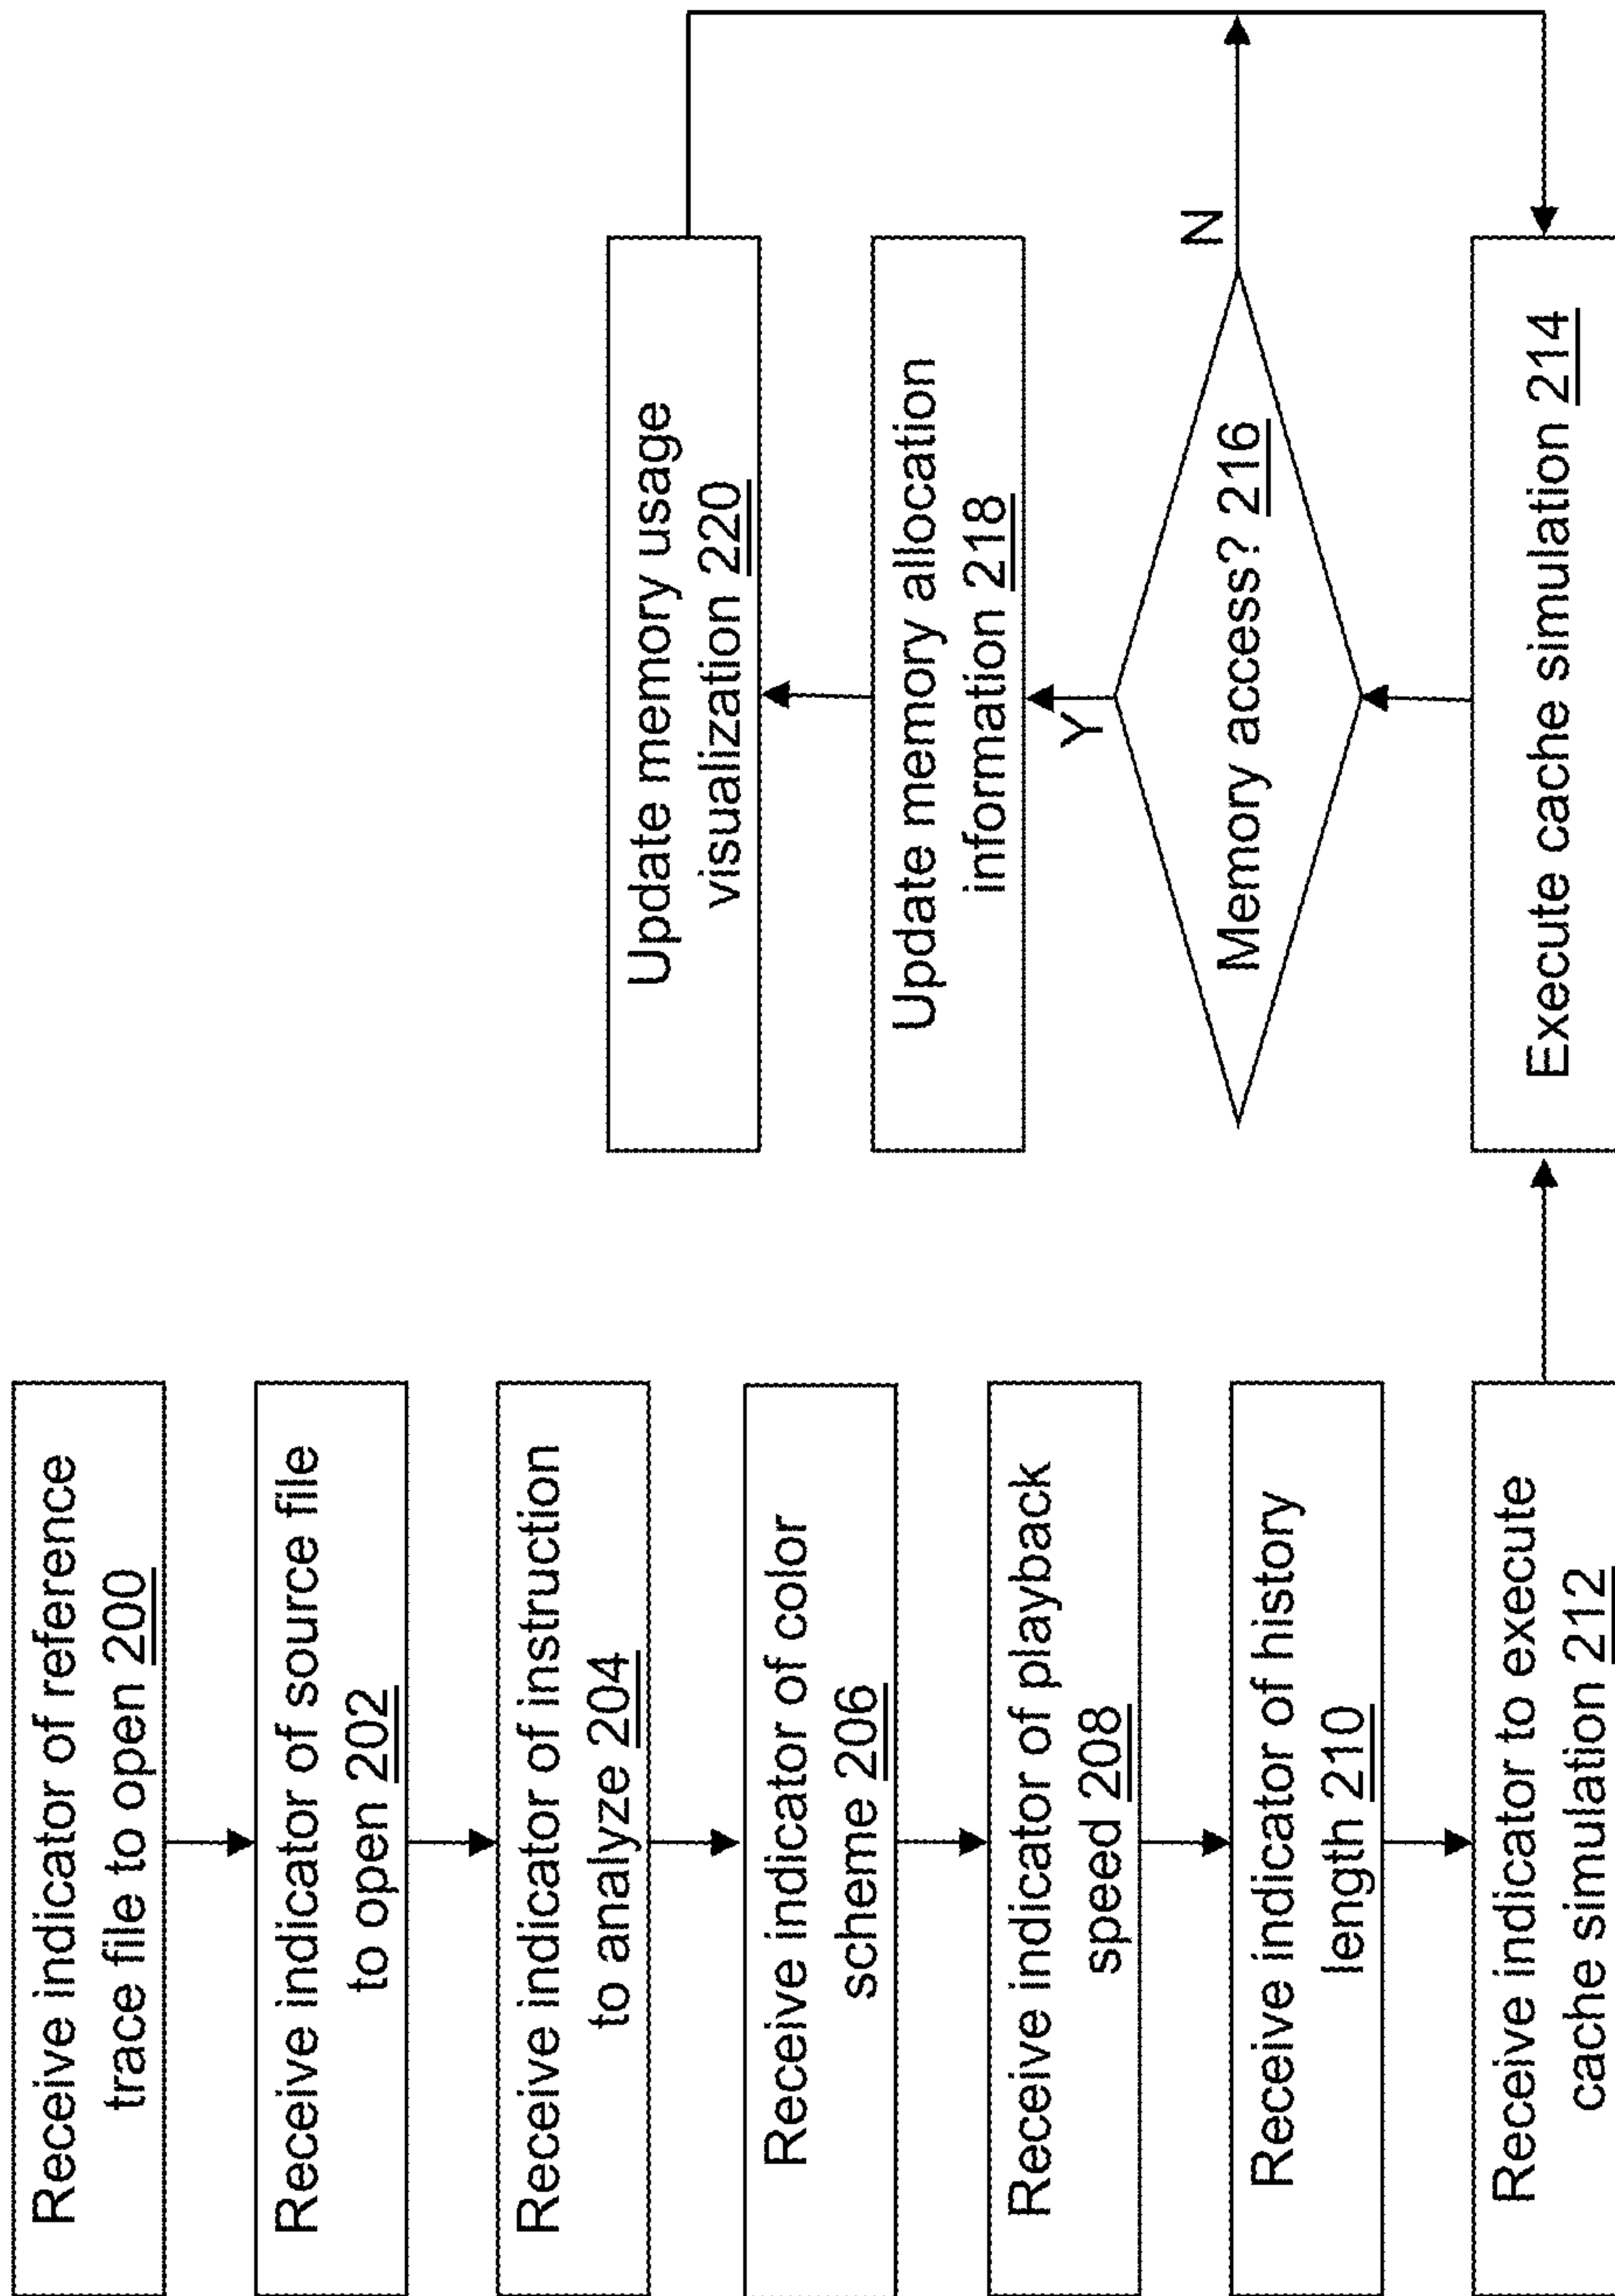 Receive indicator of reference
trace file to open 200
Receive indicator of source file
to open 202
Receive indicator of instruction
to analyze 204
Receive indicator of color
scheme 206
Receive indicator of playback
speed 208
Receive indicator of history
length 210
Receive indicator to execute
cache simulation 212
Execute cache simulation 214
Memory access? 216
Y
N
Update memory allocation
information 218
Update memory usage
visualization 220